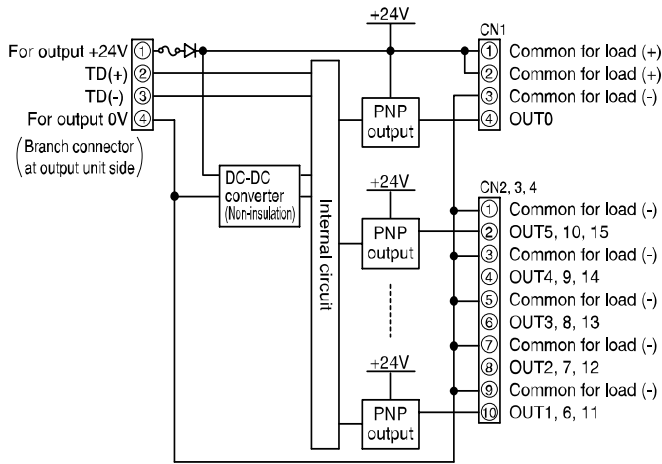 +24V
CN1
For output +24V ①
TD(+) ②
TD(-) ③
For output 0V ④
(Branch connector
at output unit side)
① Common for load (+)
② Common for load (+)
③ Common for load (-)
④ OUT0
PNP
output
DC-DC
converter
(Non-insulation)
Internal circuit
+24V
PNP
output
+24V
PNP
output
CN2, 3, 4
① Common for load (-)
② OUT5, 10, 15
③ Common for load (-)
④ OUT4, 9, 14
⑤ Common for load (-)
⑥ OUT3, 8, 13
⑦ Common for load (-)
⑧ OUT2, 7, 12
⑨ Common for load (-)
⑩ OUT1, 6, 11